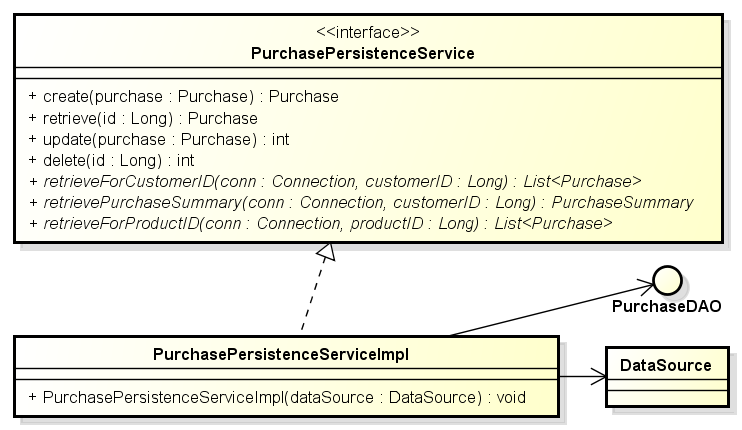 <<interface>>
PurchasePersistenceService
+ create(purchase : Purchase) : Purchase
+ retrieve(id : Long) : Purchase
+ update(purchase : Purchase) : int
+ delete(id : Long) : int
+ retrieveForCustomerID(conn : Connection, customerID : Long) : List<Purchase>
+ retrievePurchaseSummary(conn : Connection, customerID : Long) : PurchaseSummary
+ retrieveForProductID(conn : Connection, productID : Long) : List<Purchase>
PurchaseDAO
PurchasePersistenceServiceImpl
+ PurchasePersistenceServiceImpl(dataSource : DataSource) : void
DataSource